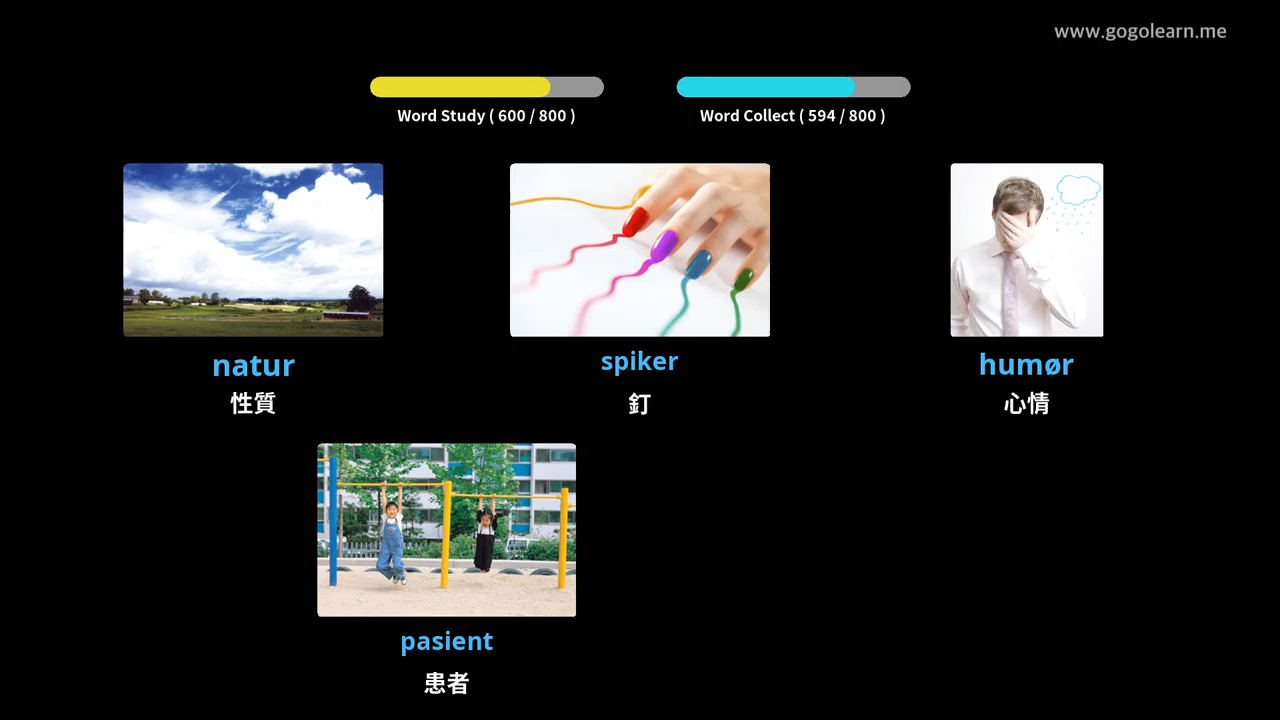 www.gogolearn.me
Word Study ( 600 / 800 )
Word Collect ( 594 / 800 )
natur
性質
spiker
釘
humør
心情
pasient
患者